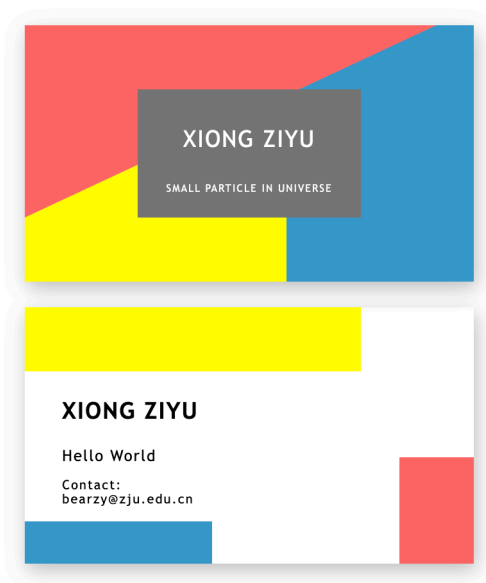 XIONG ZIYU
SMALL PARTICLE IN UNIVERSE
XIONG ZIYU
Hello World
Contact:
bearzy@zju.edu.cn